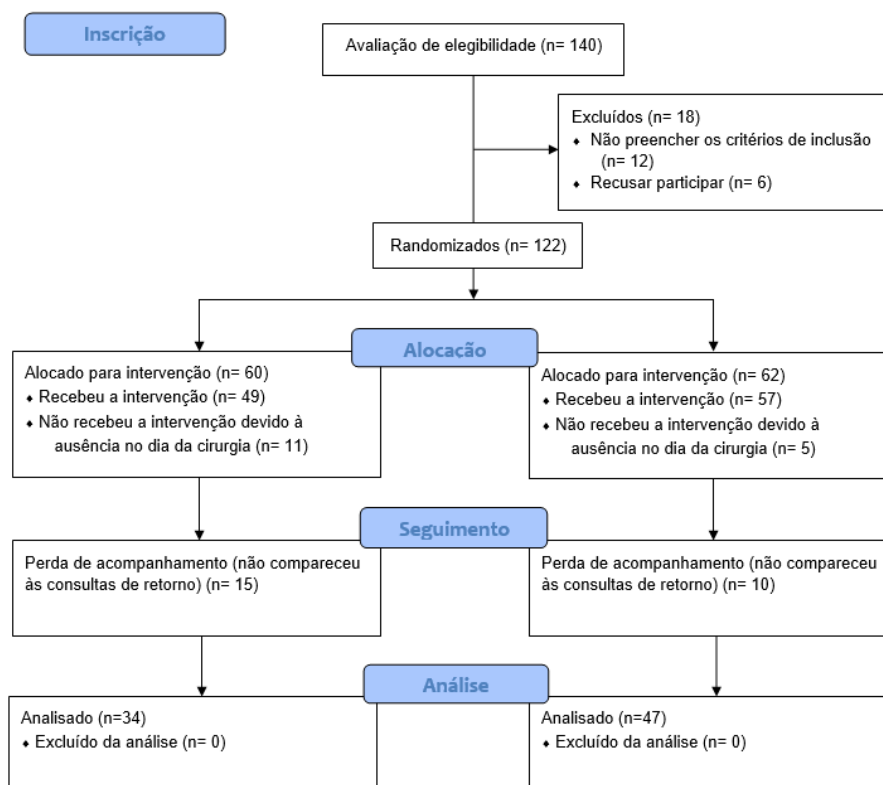 Inscrição
Avaliação de elegibilidade (n= 140)
Excluídos (n= 18)
♦ Não preencher os critérios de inclusão
(n= 12)
♦ Recusar participar (n= 6)
Randomizados (n= 122)
Alocação
Alocado para intervenção (n= 60)
♦ Recebeu a intervenção (n= 49)
♦ Não recebeu a intervenção devido à
ausência no dia da cirurgia (n= 11)
Alocado para intervenção (n= 62)
♦ Recebeu a intervenção (n= 57)
♦ Não recebeu a intervenção devido à
ausência no dia da cirurgia (n= 5)
Seguimento
Perda de acompanhamento (não compareceu
às consultas de retorno) (n= 15)
Perda de acompanhamento (não compareceu
às consultas de retorno) (n= 10)
Análise
Analisado (n=34)
♦ Excluído da análise (n= 0)
Analisado (n=47)
♦ Excluído da análise (n= 0)